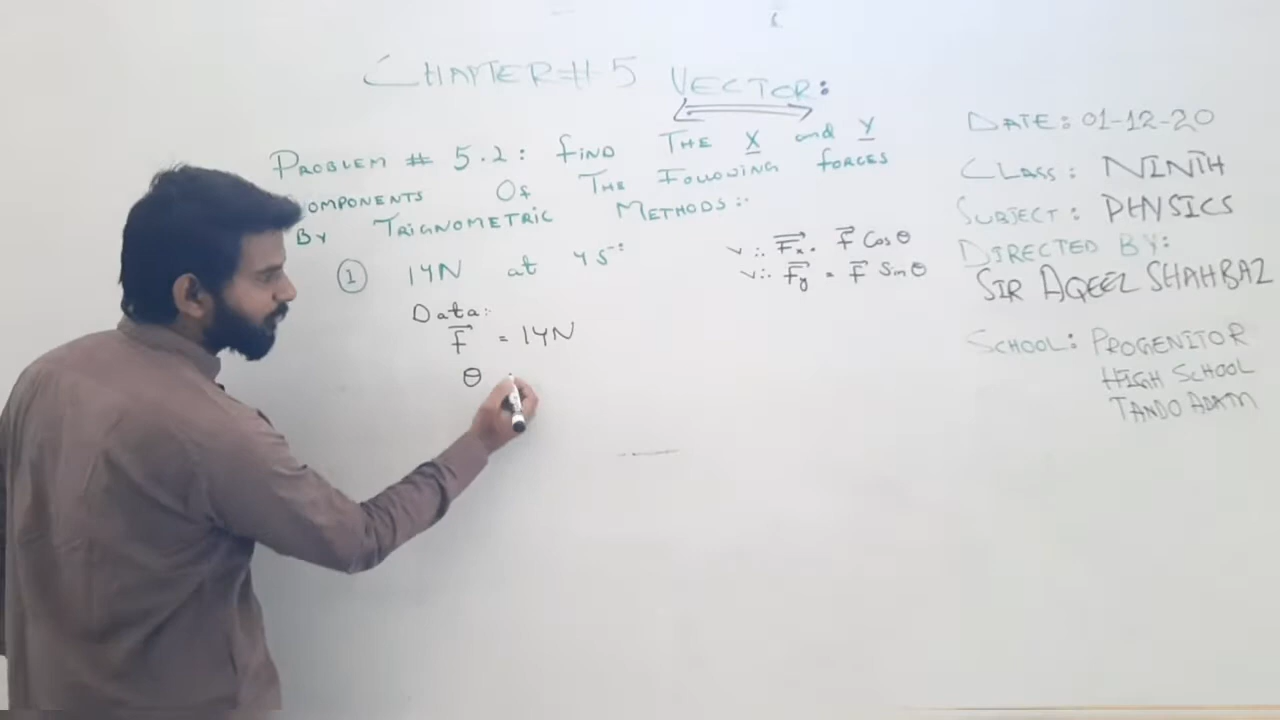 CHAPTER # 5 VECTOR:
PROBLEM # 5.2: FIND THE X and Y
OMPONENTS OF THE FOLLOWING FORCES
BY TRIGNOMETRIC METHODS:.
① 14N at 45
Data:
F = 14N
θ
∴ Fx. F Cos θ
∴ Fy = F Sin θ
DATE: 01-12-20
CLASS: NINTH
SUBJECT: PHYSICS
DIRECTED BY:
SIR AQEEL SHAHBAZ
SCHOOL: PROGENITOR
HIGH SCHOOL
TANDO ADAM